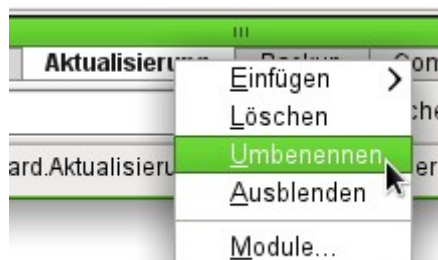 Aktualisierung
Einfügen
Löschen
ard.Aktualisieru
Umbenennen
Ausblenden
Module...